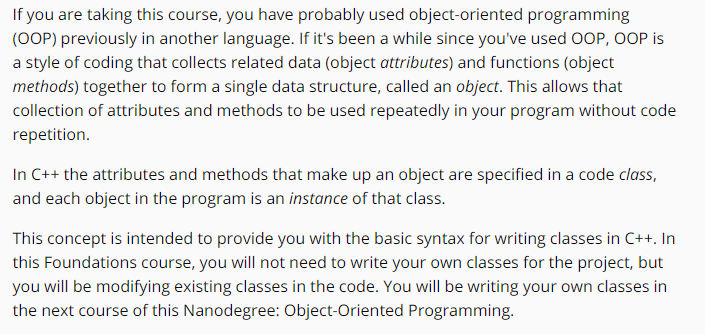 If you are taking this course, you have probably used object-oriented programming
(OOP) previously in another language. If it's been a while since you've used OOP, OOP is
a style of coding that collects related data (object attributes) and functions (object
methods) together to form a single data structure, called an object. This allows that
collection of attributes and methods to be used repeatedly in your program without code
repetition.
In C++ the attributes and methods that make up an object are specified in a code class,
and each object in the program is an instance of that class.
This concept is intended to provide you with the basic syntax for writing classes in C++. In
this Foundations course, you will not need to write your own classes for the project, but
you will be modifying existing classes in the code. You will be writing your own classes in
the next course of this Nanodegree: Object-Oriented Programming.